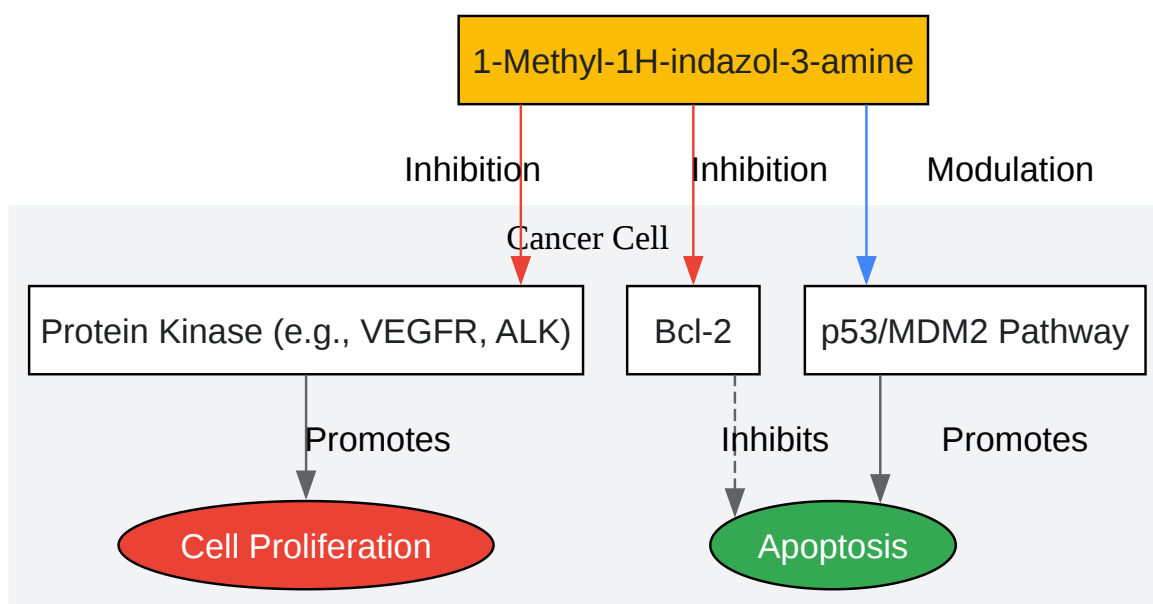 1-Methyl-1H-indazol-3-amine
Inhibition
Inhibition
Modulation
Cancer Cell
Protein Kinase (e.g., VEGFR, ALK)
Bcl-2
p53/MDM2 Pathway
Promotes
Inhibits
Promotes
Cell Proliferation
Apoptosis